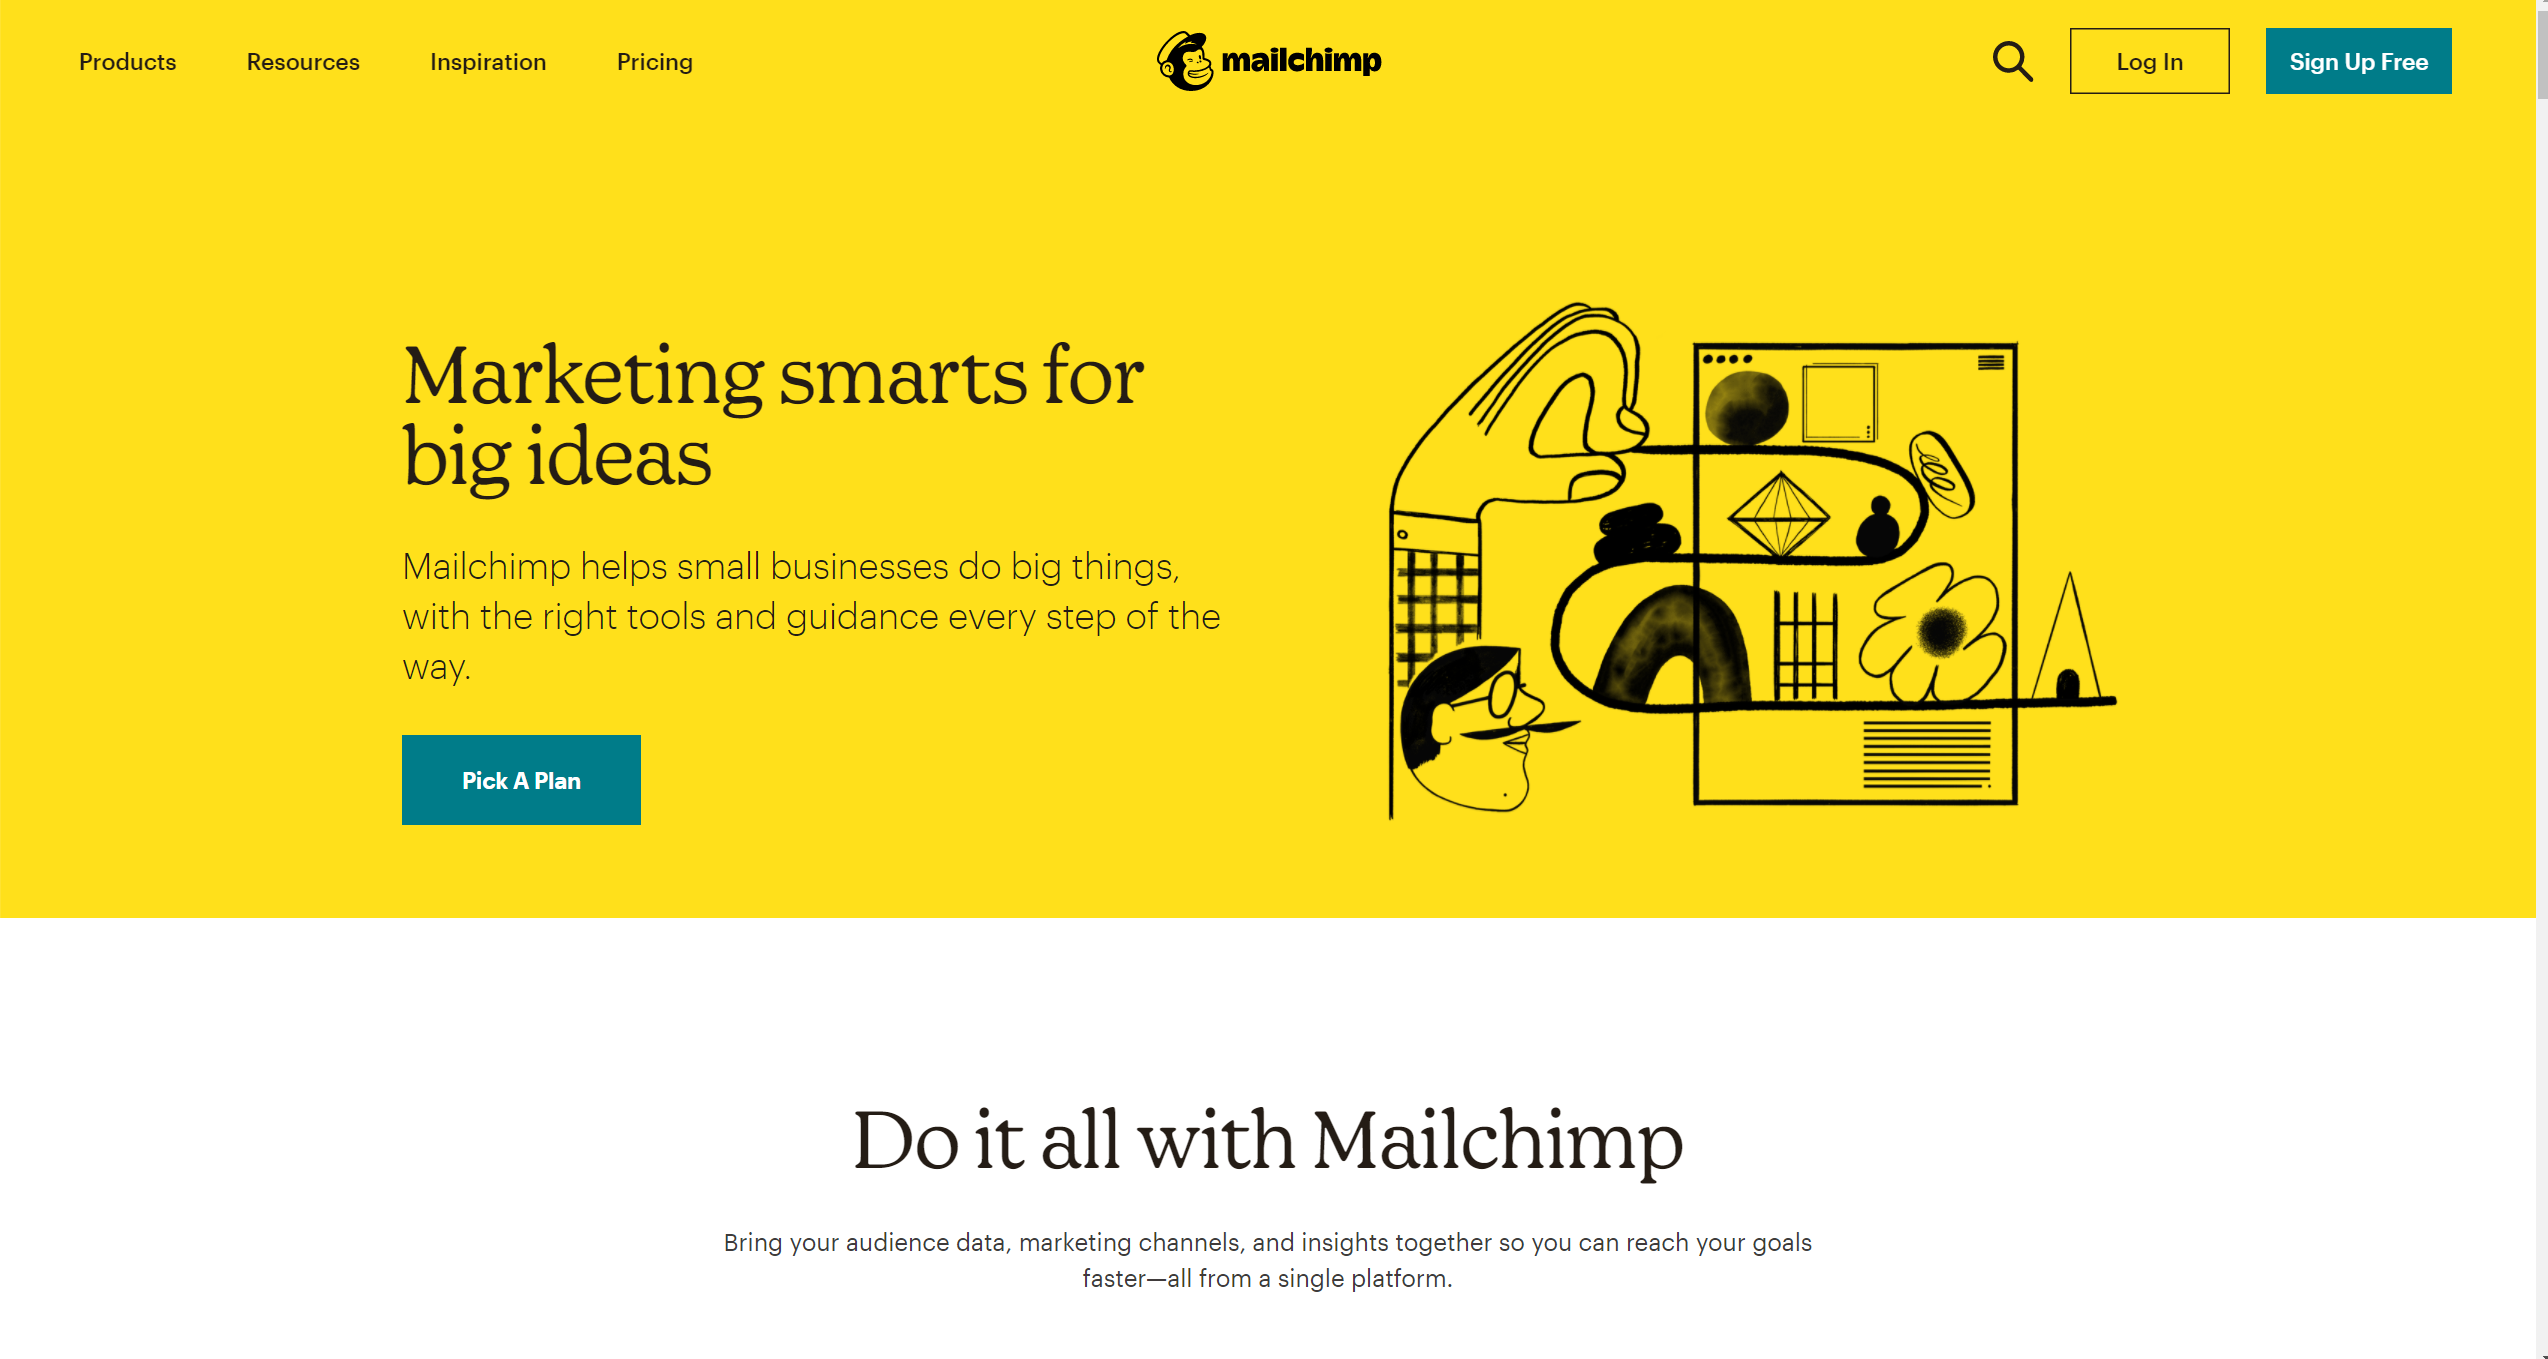 Products
Resources
Inspiration
Pricing
mailchimp
Log In
Sign Up Free
Marketing smarts for
big ideas
Mailchimp helps small businesses do big things,
with the right tools and guidance every step of the
way.
Pick A Plan
Do it all with Mailchimp
Bring your audience data, marketing channels, and insights together so you can reach your goals
faster—all from a single platform.